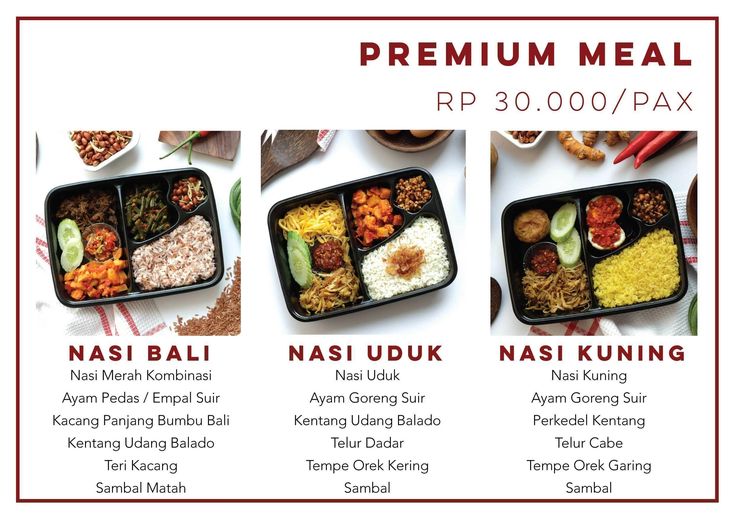 PREMIUM MEAL
RP 30.000/PAX
NASI BALI
Nasi Merah Kombinasi
Ayam Pedas / Empal Suir
Kacang Panjang Bumbu Bali
Kentang Udang Balado
Teri Kacang
Sambal Matah
NASI UDUK
Nasi Uduk
Ayam Goreng Suir
Kentang Udang Balado
Telur Dadar
Tempe Orek Kering
Sambal
NASI KUNING
Nasi Kuning
Ayam Goreng Suir
Perkedel Kentang
Telur Cabe
Tempe Orek Garing
Sambal